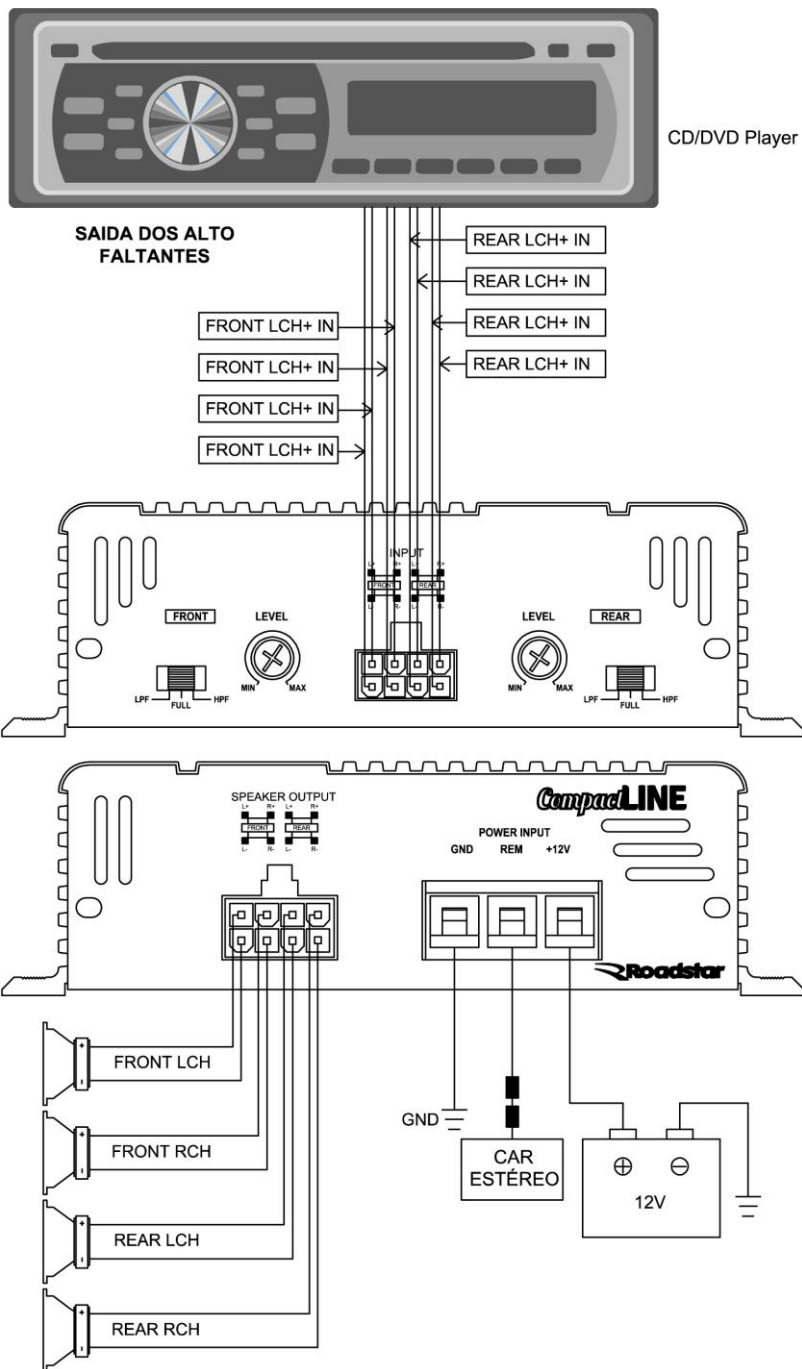 CD/DVD Player
SAIDA DOS ALTO
FALTANTES
REAR LCH+ IN
REAR LCH+ IN
REAR LCH+ IN
REAR LCH+ IN
FRONT LCH+ IN
FRONT LCH+ IN
FRONT LCH+ IN
FRONT LCH+ IN
INPUT
L+ R+ L+ R+
FRONT REAR
L- R- L- R-
FRONT LEVEL
MIN MAX
LPF FULL HPF
LEVEL REAR
MIN MAX
LPF FULL HPF
SPEAKER OUTPUT
L+ R+ L+ R+
FRONT REAR
L- R- L- R-
CompactLINE
POWER INPUT
GND REM +12V
Roadstar
+
-
FRONT LCH
+
-
FRONT RCH
+
-
REAR LCH
+
-
REAR RCH
GND
CAR
ESTÉREO
+ −
12V